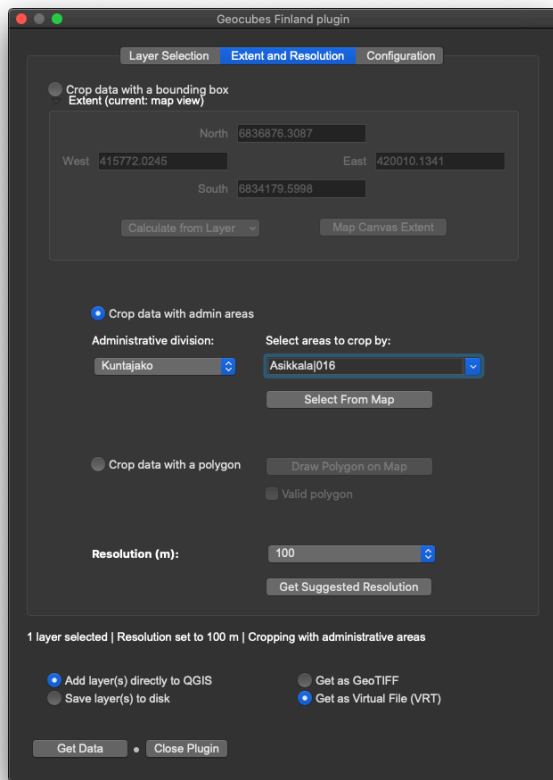 Geocubes Finland plugin
Layer Selection Extent and Resolution Configuration
Crop data with a bounding box
Extent (current: map view)
North 6836876.3087
West 415772.0245 East 420010.1341
South 6834179.5998
Calculate from Layer Map Canvas Extent
Crop data with admin areas
Administrative division: Select areas to crop by:
Kuntajako Asikkala|016
Select From Map
Crop data with a polygon Draw Polygon on Map
Valid polygon
Resolution (m): 100
Get Suggested Resolution
1 layer selected | Resolution set to 100 m | Cropping with administrative areas
Add layer(s) directly to QGIS Get as GeoTIFF
Save layer(s) to disk Get as Virtual File (VRT)
Get Data Close Plugin